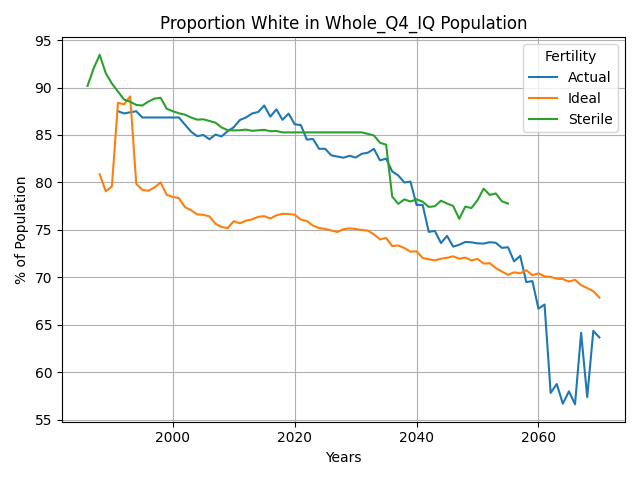 Proportion White in Whole_Q4_IQ Population
Fertility
Actual
Ideal
Sterile
% of Population
95
90
85
80
75
70
65
60
55
2000
2020
2040
2060
Years